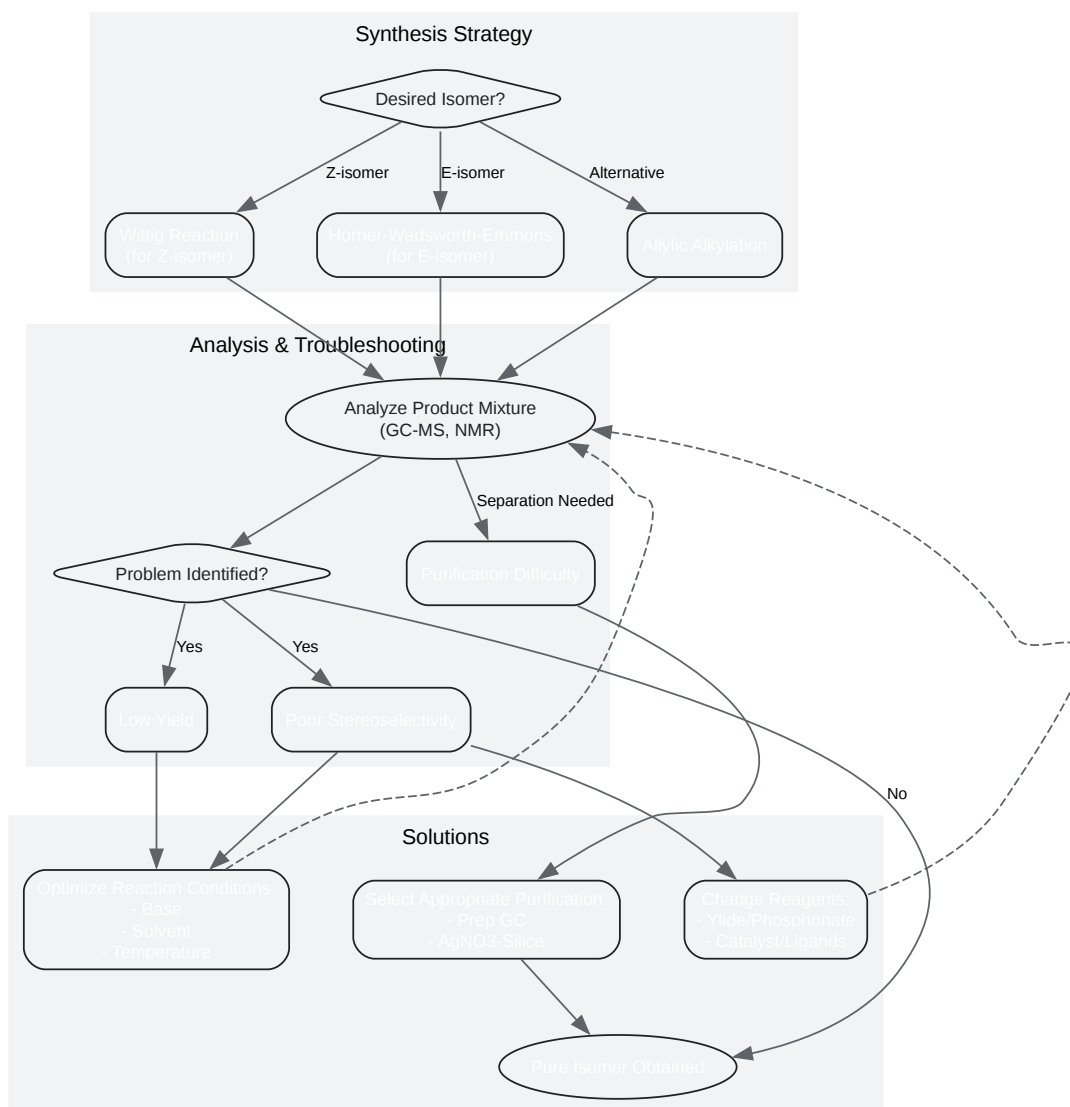 Synthesis Strategy
Desired Isomer?
Z-isomer
E-isomer
Alternative
Wittig Reaction
(for Z-isomer)
Horner-Wadsworth-Emmons
(for E-isomer)
Allylic Alkylation
Analysis & Troubleshooting
Analyze Product Mixture
(GC-MS, NMR)
Separation Needed
Problem Identified?
Purification Difficulty
Yes
Yes
Low Yield
Poor Stereoselectivity
No
Solutions
Optimize Reaction Conditions:
- Base
- Solvent
- Temperature
Select Appropriate Purification:
- Prep GC
- AgNO3-Silica
Change Reagents:
- Ylide/Phosphonate
- Catalyst/Ligands
Pure Isomer Obtained